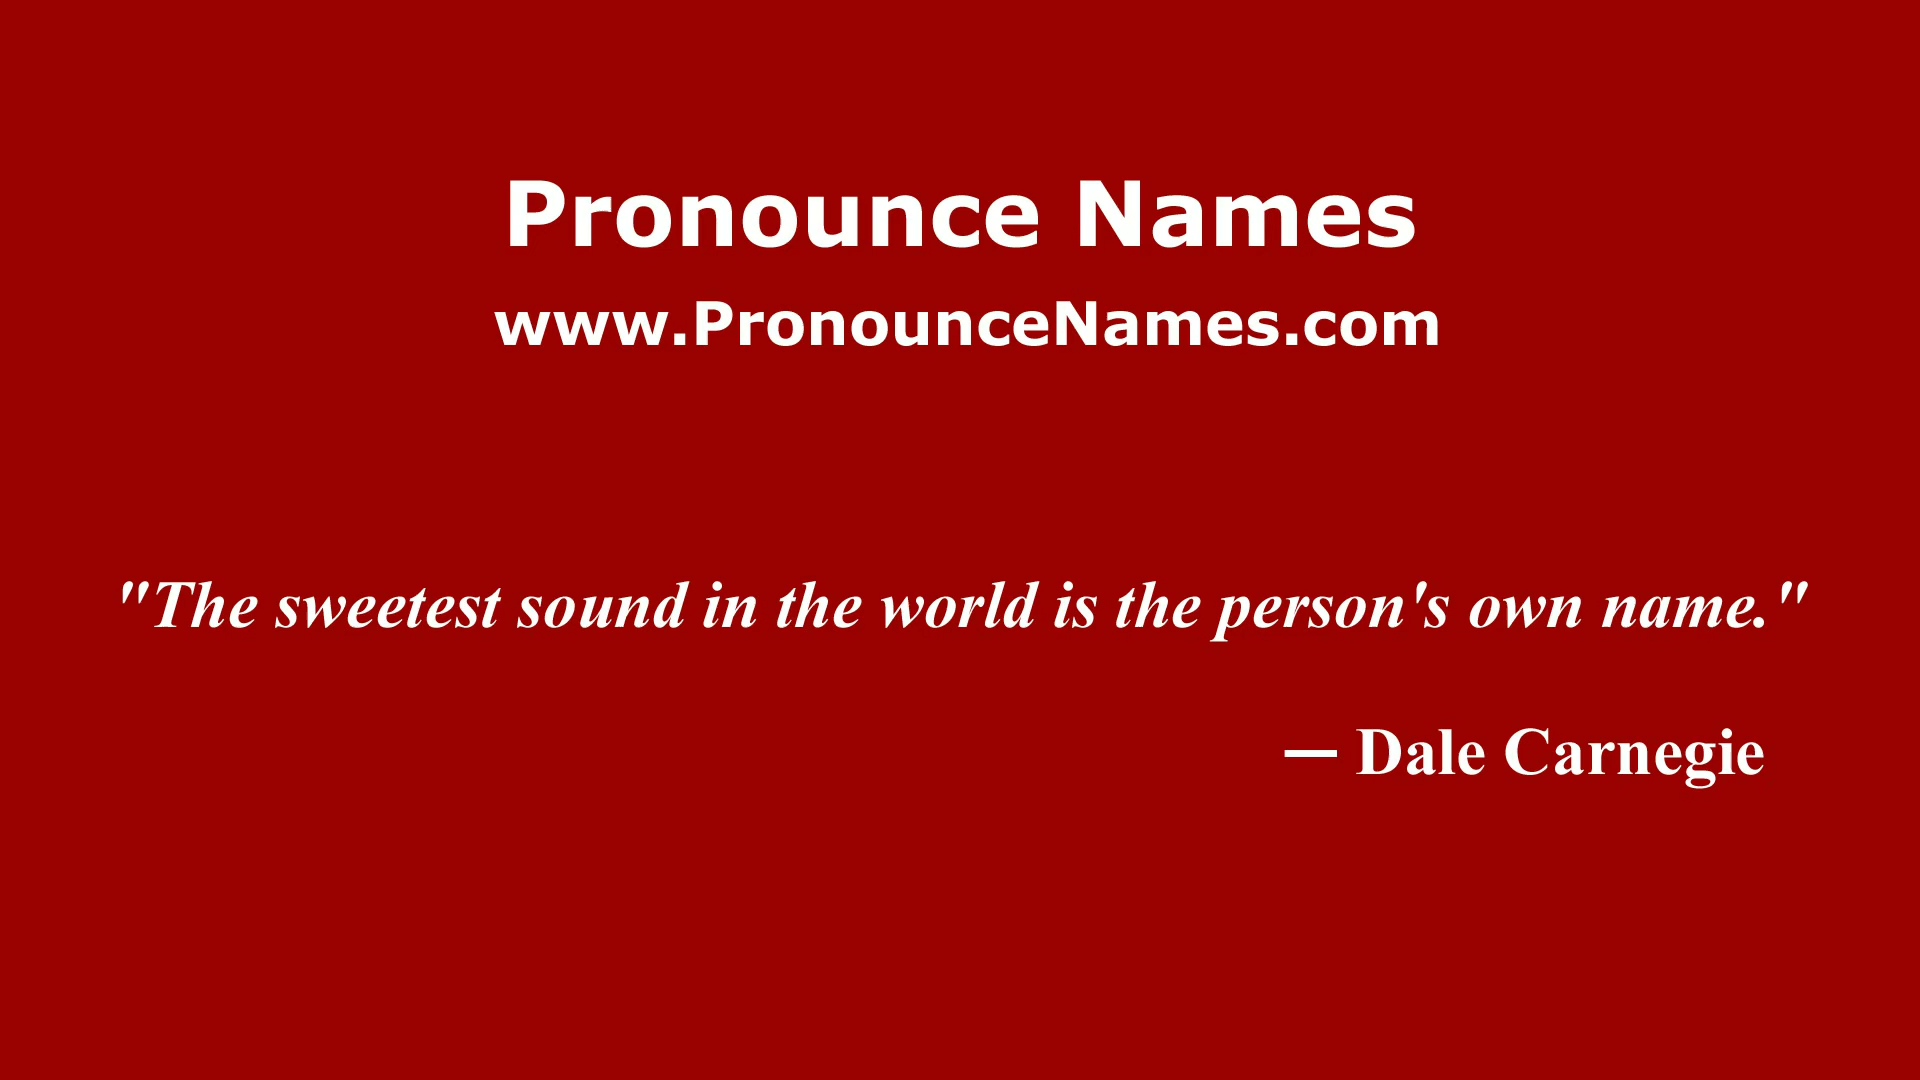 Pronounce Names
www.PronounceNames.com
"The sweetest sound in the world is the person's own name."
— Dale Carnegie